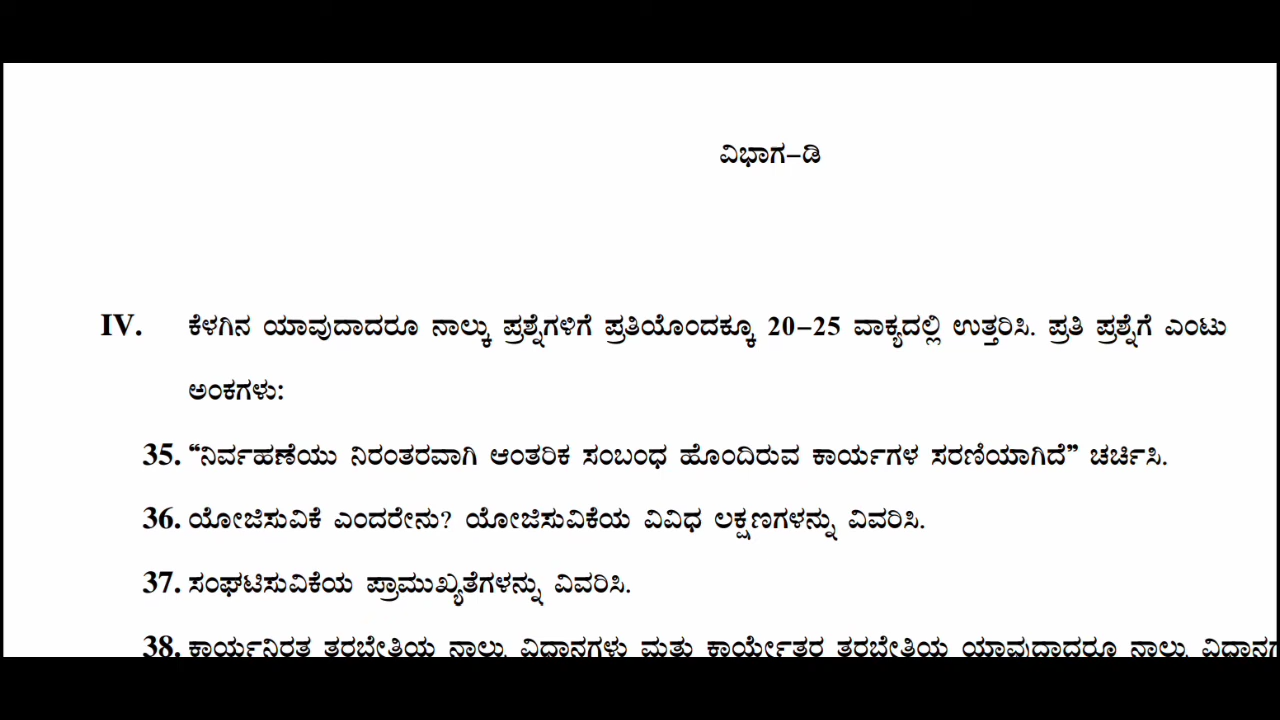 ವಿಭಾಗ–ಡಿ
IV. ಕೆಳಗಿನ ಯಾವುದಾದರೂ ನಾಲ್ಕು ಪ್ರಶ್ನೆಗಳಿಗೆ ಪ್ರತಿಯೊಂದಕ್ಕೂ 20–25 ವಾಕ್ಯದಲ್ಲಿ ಉತ್ತರಿಸಿ. ಪ್ರತಿ ಪ್ರಶ್ನೆಗೆ ಎಂಟು
ಅಂಕಗಳು:
35. “ನಿರ್ವಹಣೆಯು ನಿರಂತರವಾಗಿ ಆಂತರಿಕ ಸಂಬಂಧ ಹೊಂದಿರುವ ಕಾರ್ಯಗಳ ಸರಣಿಯಾಗಿದೆ” ಚರ್ಚಿಸಿ.
36. ಯೋಜಿಸುವಿಕೆ ಎಂದರೇನು? ಯೋಜಿಸುವಿಕೆಯ ವಿವಿಧ ಲಕ್ಷಣಗಳನ್ನು ವಿವರಿಸಿ.
37. ಸಂಘಟಿಸುವಿಕೆಯ ಪ್ರಾಮುಖ್ಯತೆಗಳನ್ನು ವಿವರಿಸಿ.
38. ಕಾರ್ಯನಿರತ ತರಬೇತಿಯ ನಾಲ್ಕು ವಿಧಾನಗಳು ಮತ್ತು ಕಾರ್ಯೇತರ ತರಬೇತಿಯ ಯಾವುದಾದರೂ ನಾಲ್ಕು